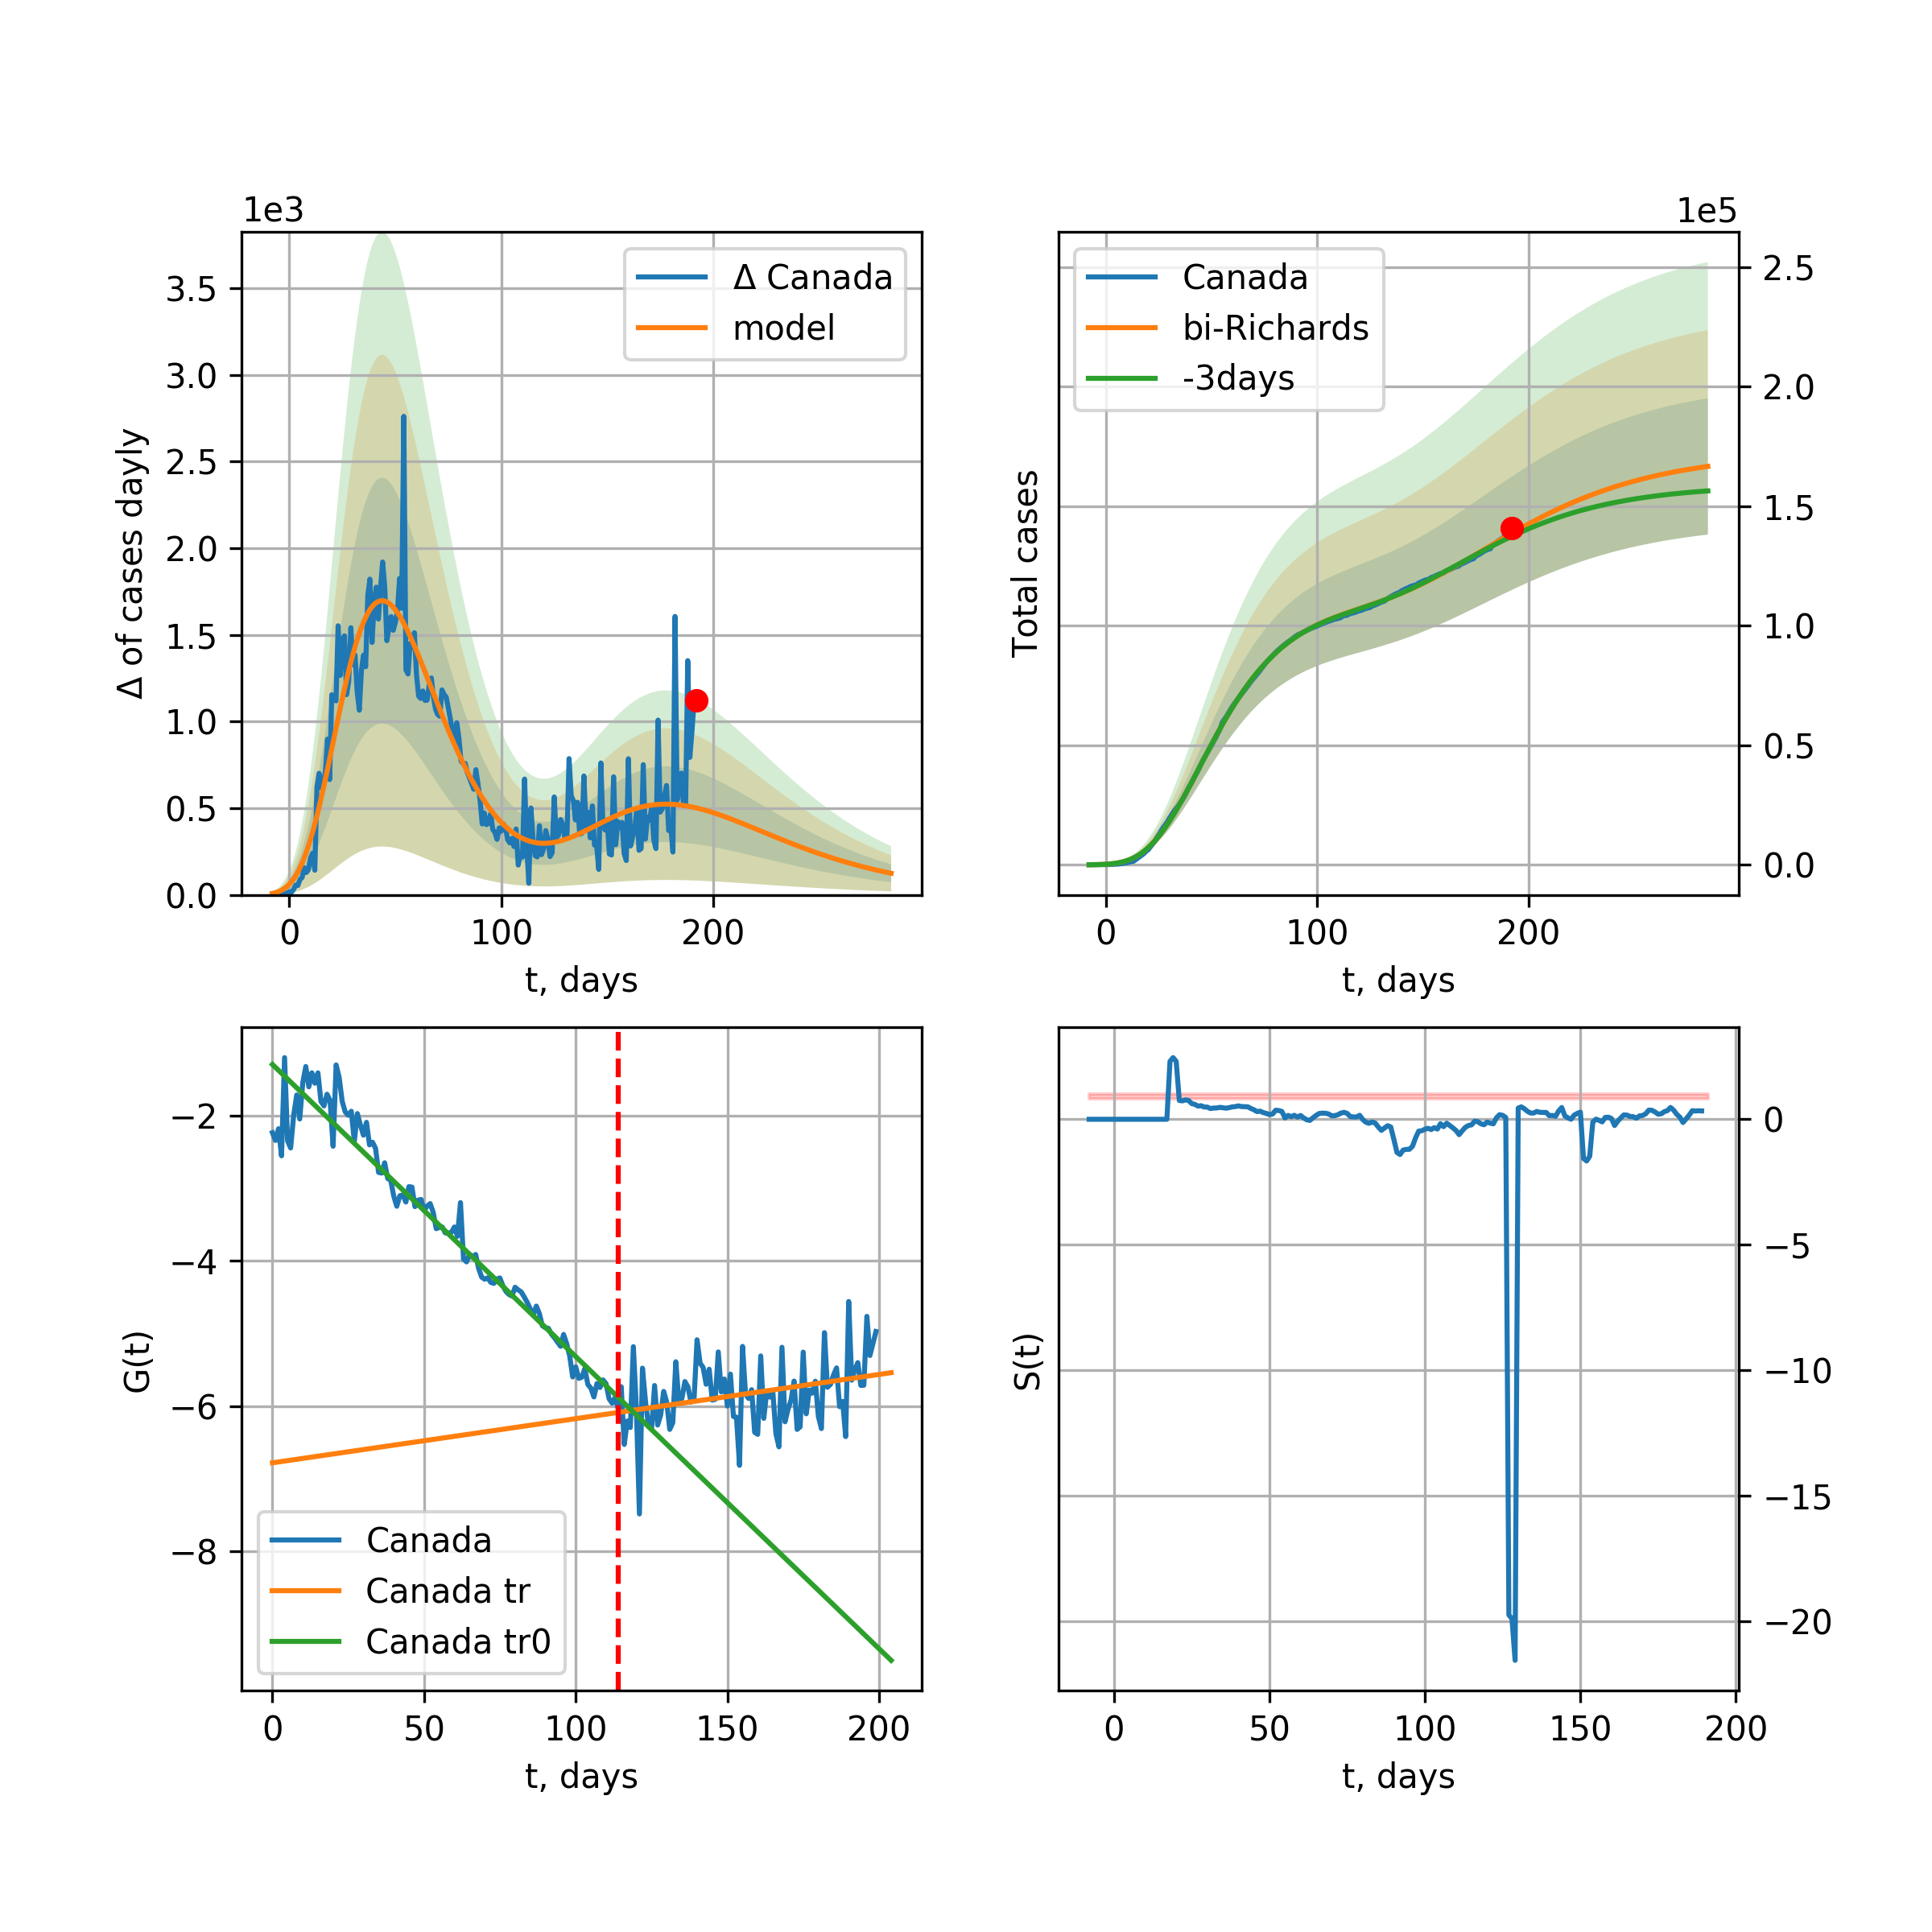 1e3
Δ of cases dayly
3.5
3.0
2.5
2.0
1.5
1.0
0.5
0.0
Δ Canada
model
0 100 200
t, days
1e5
Total cases
Canada
bi-Richards
-3days
2.5
2.0
1.5
1.0
0.5
0.0
0 100 200
t, days
G(t)
−2
−4
−6
−8
Canada
Canada tr
Canada tr0
0 50 100 150 200
t, days
S(t)
0
−5
−10
−15
−20
0 50 100 150 200
t, days